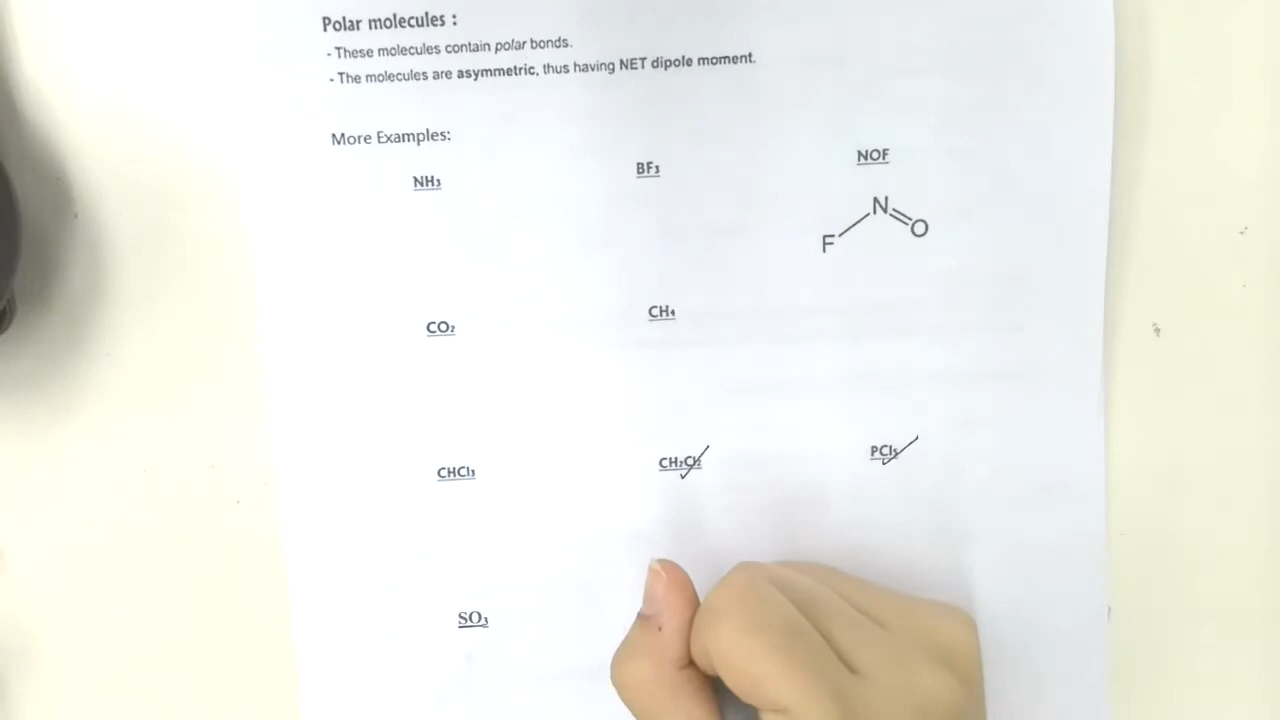 Polar molecules :
- These molecules contain polar bonds.
- The molecules are asymmetric, thus having NET dipole moment.
More Examples:
NH₃
BF₃
NOF
F N O
CO₂
CH₄
CHCl₃
CH₂Cl₂
PCl₅
SO₃